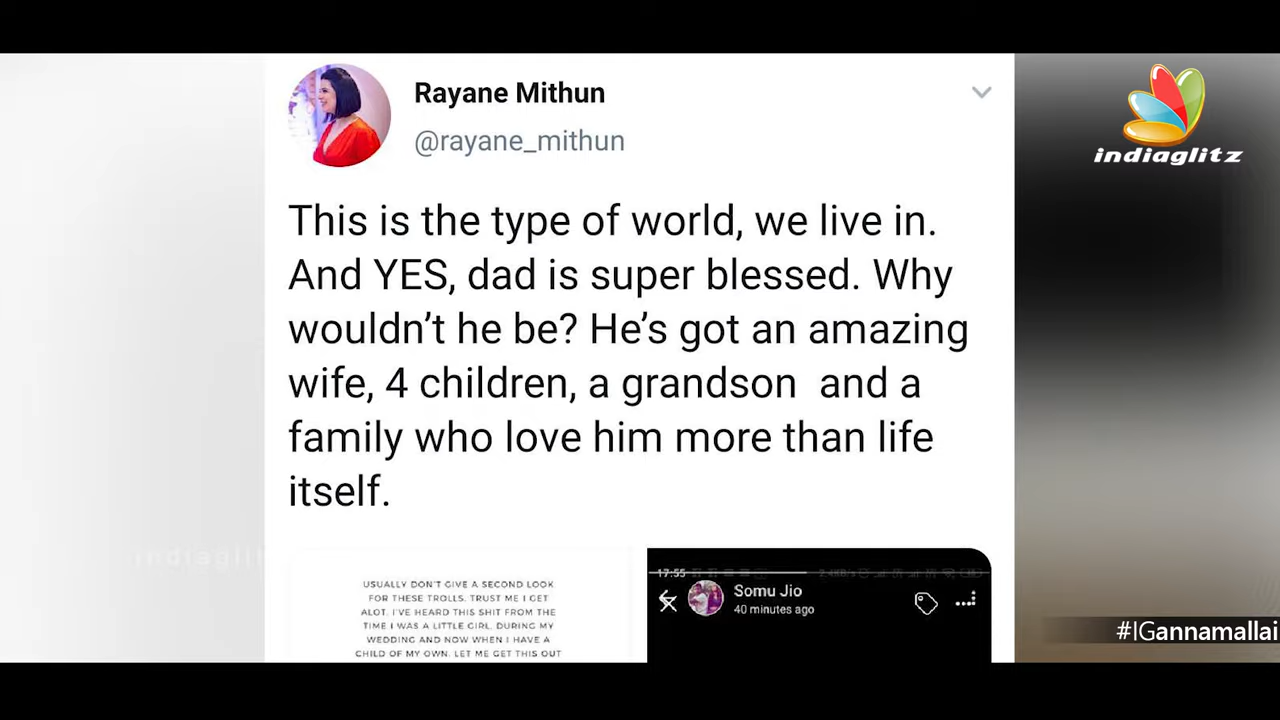 Rayane Mithun
@rayane_mithun
indiaglitz
This is the type of world, we live in.
And YES, dad is super blessed. Why
wouldn't he be? He's got an amazing
wife, 4 children, a grandson and a
family who love him more than life
itself.
USUALLY DON'T GIVE A SECOND LOOK
FOR THESE TROLLS. TRUST ME I GET
ALOT. I'VE HEARD THIS SHIT FROM THE
TIME I WAS A LITTLE GIRL, DURING MY
WEDDING AND NOW WHEN I HAVE A
CHILD OF MY OWN. LET ME GET THIS OUT
17:55
Somu Jio
40 minutes ago
#IGannamallai